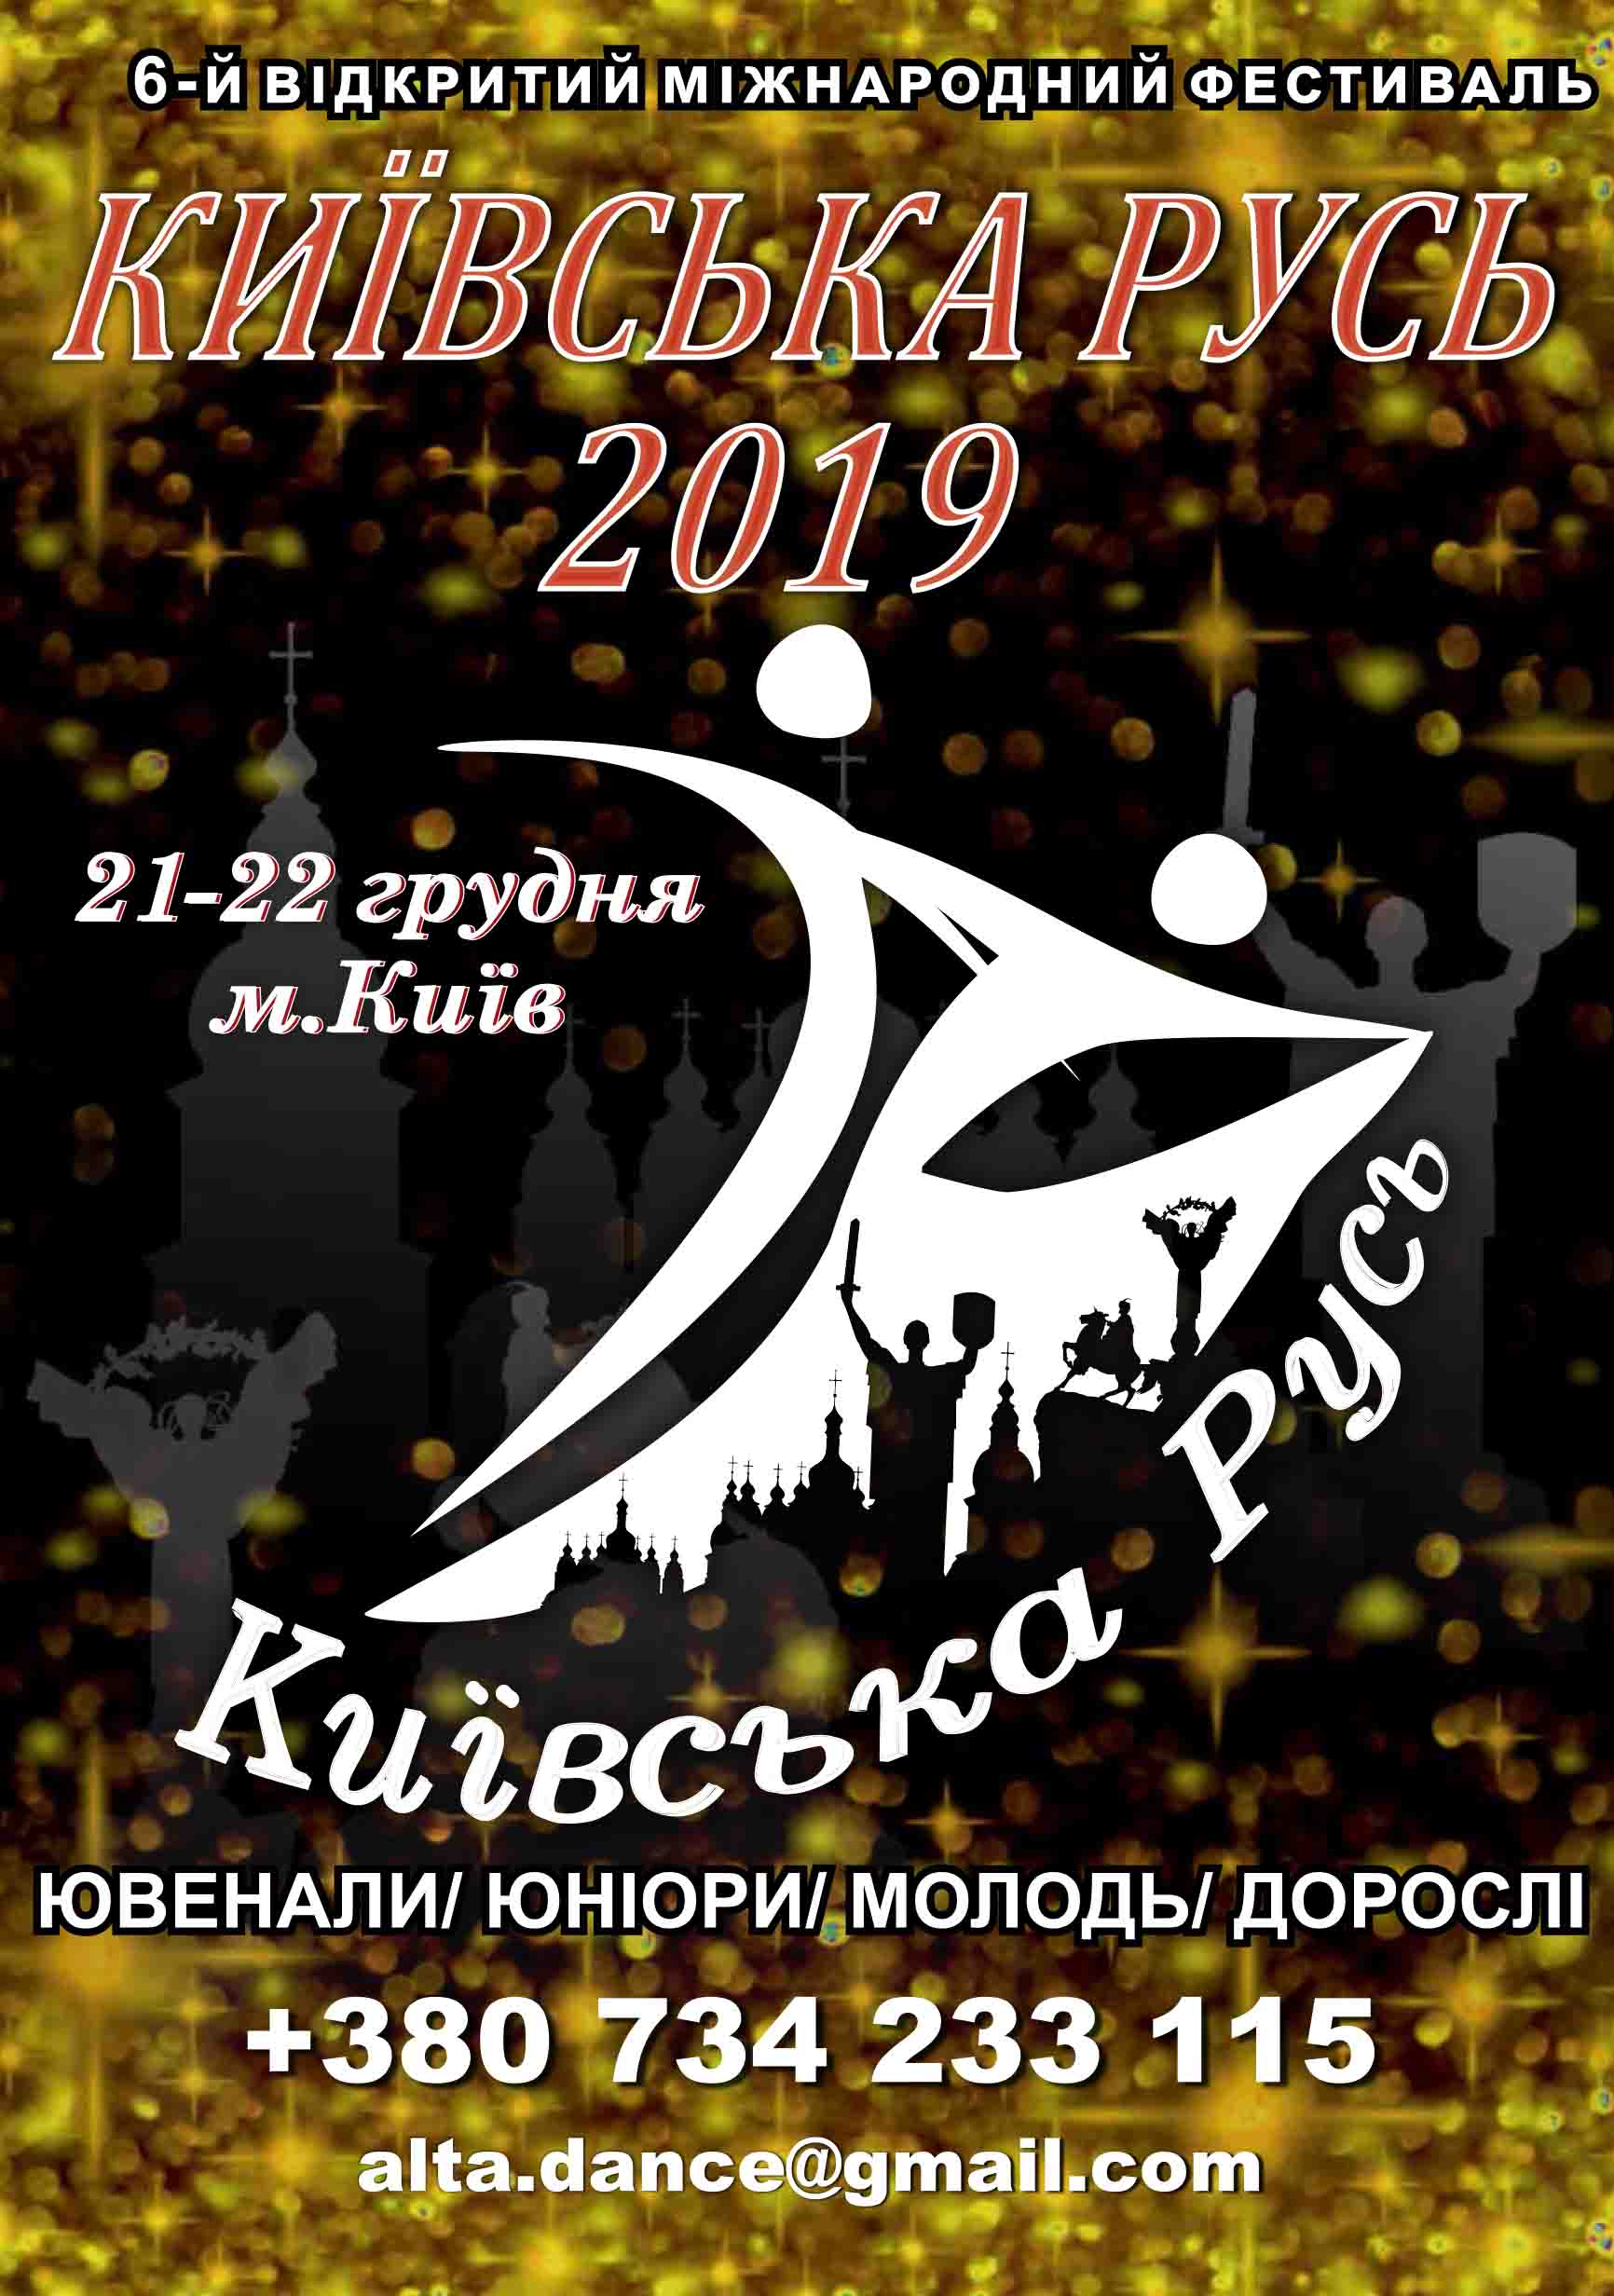 6-Й ВІДКРИТИЙ МІЖНАРОДНИЙ ФЕСТИВАЛЬ
КИЇВСЬКА РУСЬ
2019
21-22 грудня
м.Київ
Київська Русь
ЮВЕНАЛИ/ ЮНІОРИ/ МОЛОДЬ/ ДОРОСЛІ
+380 734 233 115
alta.dance@gmail.com